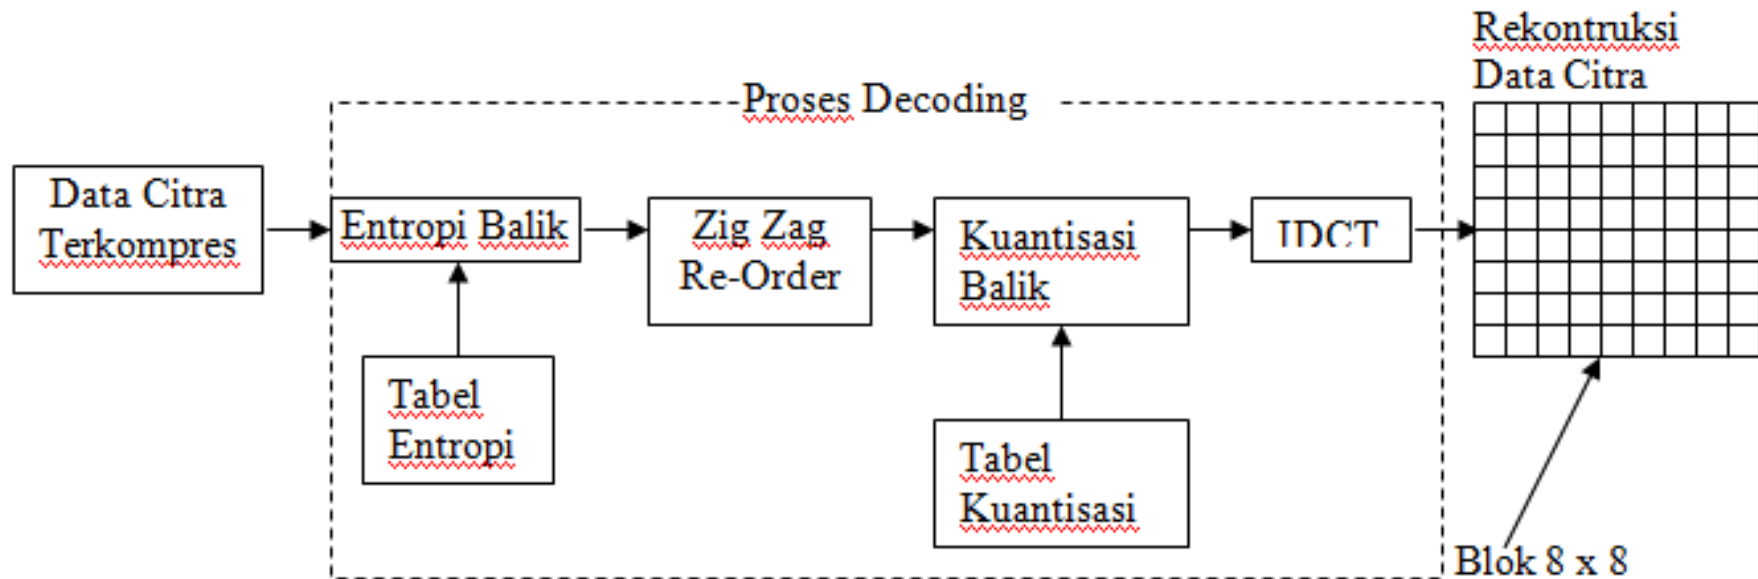 Rekontruksi
Data Citra
Proses Decoding
Data Citra
Terkompres
Entropi Balik
Zig Zag
Re-Order
Kuantisasi
Balik
IDCT
Tabel
Entropi
Tabel
Kuantisasi
Blok 8 x 8